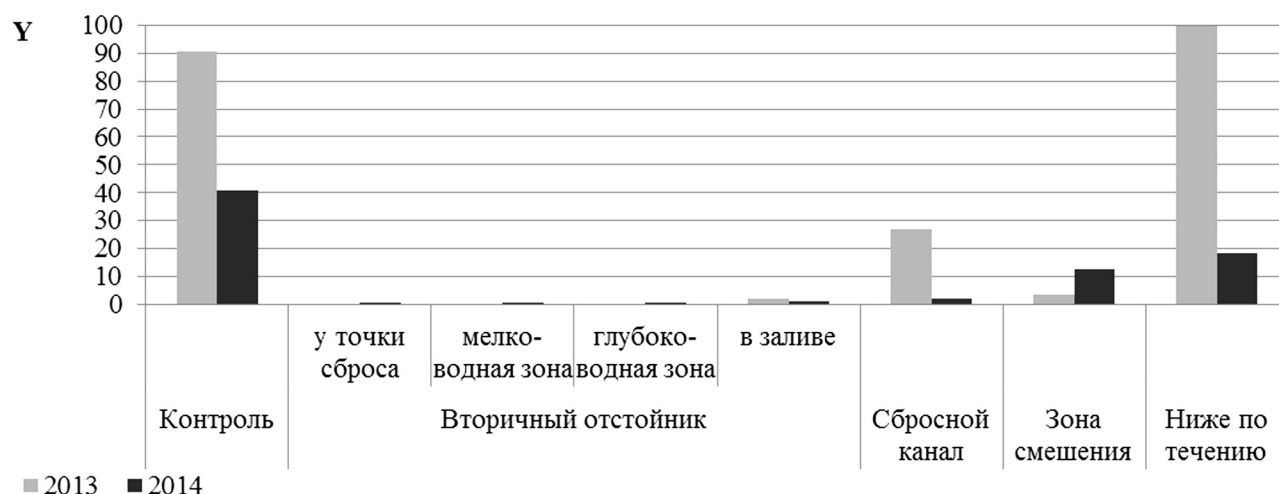 Y
100
90
80
70
60
50
40
30
20
10
0
у точки
сброса
мелко-
водная зона
глубоко-
водная зона
в заливе
Контроль
Вторичный отстойник
Сбросной
канал
Зона
смешения
Ниже по
течению
2013 2014